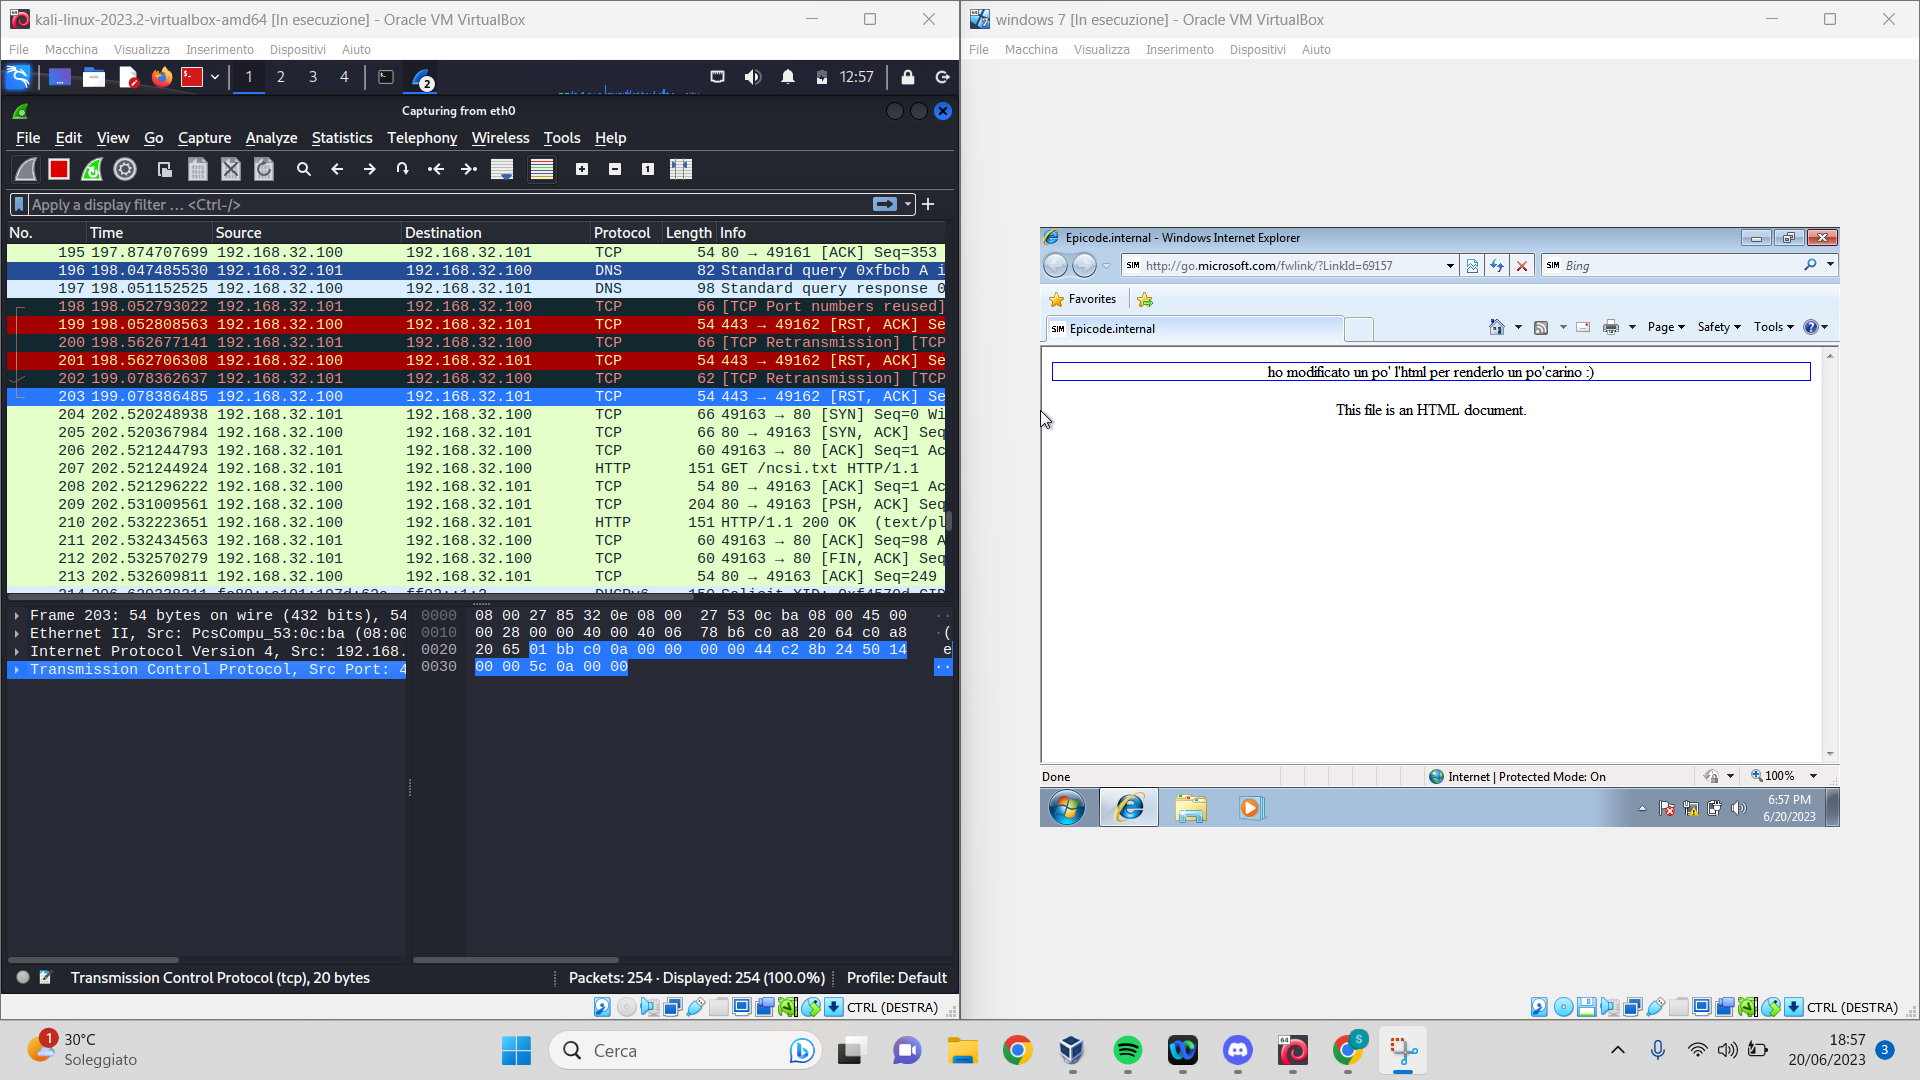 kali-linux-2023.2-virtualbox-amd64 [In esecuzione] - Oracle VM VirtualBox
File Macchina Visualizza Inserimento Dispositivi Aiuto
1 2 3 4 2 12:57
Capturing from eth0
File Edit View Go Capture Analyze Statistics Telephony Wireless Tools Help
Apply a display filter … <Ctrl-/>
No. Time Source Destination Protocol Length Info
195 197.874707699 192.168.32.100 192.168.32.101 TCP 54 80 → 49161 [ACK] Seq=353
196 198.047485530 192.168.32.101 192.168.32.100 DNS 82 Standard query 0xfbcb A i
197 198.051152525 192.168.32.100 192.168.32.101 DNS 98 Standard query response 0
198 198.052793022 192.168.32.101 192.168.32.100 TCP 66 [TCP Port numbers reused]
199 198.052808563 192.168.32.100 192.168.32.101 TCP 54 443 → 49162 [RST, ACK] Se
200 198.562677141 192.168.32.101 192.168.32.100 TCP 66 [TCP Retransmission] [TCP
201 198.562706308 192.168.32.100 192.168.32.101 TCP 54 443 → 49162 [RST, ACK] Se
202 199.078362637 192.168.32.101 192.168.32.100 TCP 62 [TCP Retransmission] [TCP
203 199.078386485 192.168.32.100 192.168.32.101 TCP 54 443 → 49162 [RST, ACK] Se
204 202.520248938 192.168.32.101 192.168.32.100 TCP 66 49163 → 80 [SYN] Seq=0 Wi
205 202.520367984 192.168.32.100 192.168.32.101 TCP 66 80 → 49163 [SYN, ACK] Seq
206 202.521244793 192.168.32.101 192.168.32.100 TCP 60 49163 → 80 [ACK] Seq=1 Ac
207 202.521244924 192.168.32.101 192.168.32.100 HTTP 151 GET /ncsi.txt HTTP/1.1
208 202.521296222 192.168.32.100 192.168.32.101 TCP 54 80 → 49163 [ACK] Seq=1 Ac
209 202.531009561 192.168.32.100 192.168.32.101 TCP 204 80 → 49163 [PSH, ACK] Seq
210 202.532223651 192.168.32.100 192.168.32.101 HTTP 151 HTTP/1.1 200 OK (text/pl
211 202.532434563 192.168.32.101 192.168.32.100 TCP 60 49163 → 80 [ACK] Seq=98 A
212 202.532570279 192.168.32.101 192.168.32.100 TCP 60 49163 → 80 [FIN, ACK] Seq
213 202.532609811 192.168.32.100 192.168.32.101 TCP 54 80 → 49163 [ACK] Seq=249
Frame 203: 54 bytes on wire (432 bits), 54
Ethernet II, Src: PcsCompu_53:0c:ba (08:00
Internet Protocol Version 4, Src: 192.168.
Transmission Control Protocol, Src Port: 4
0000 08 00 27 85 32 0e 08 00 27 53 0c ba 08 00 45 00 ··
0010 00 28 00 00 40 00 40 06 78 b6 c0 a8 20 64 c0 a8 ·(
0020 20 65 01 bb c0 0a 00 00 00 00 44 c2 8b 24 50 14 e
0030 00 00 5c 0a 00 00 ··
Transmission Control Protocol (tcp), 20 bytes Packets: 254 · Displayed: 254 (100.0%) Profile: Default
CTRL (DESTRA)
windows 7 [In esecuzione] - Oracle VM VirtualBox
File Macchina Visualizza Inserimento Dispositivi Aiuto
Epicode.internal - Windows Internet Explorer
SIM http://go.microsoft.com/fwlink/?LinkId=69157 SIM Bing
Favorites
SIM Epicode.internal Page Safety Tools
ho modificato un po' l'html per renderlo un po'carino :)
This file is an HTML document.
Done Internet | Protected Mode: On 100%
6:57 PM
6/20/2023
CTRL (DESTRA)
1 30°C
Soleggiato
Cerca
S
18:57
20/06/2023
3